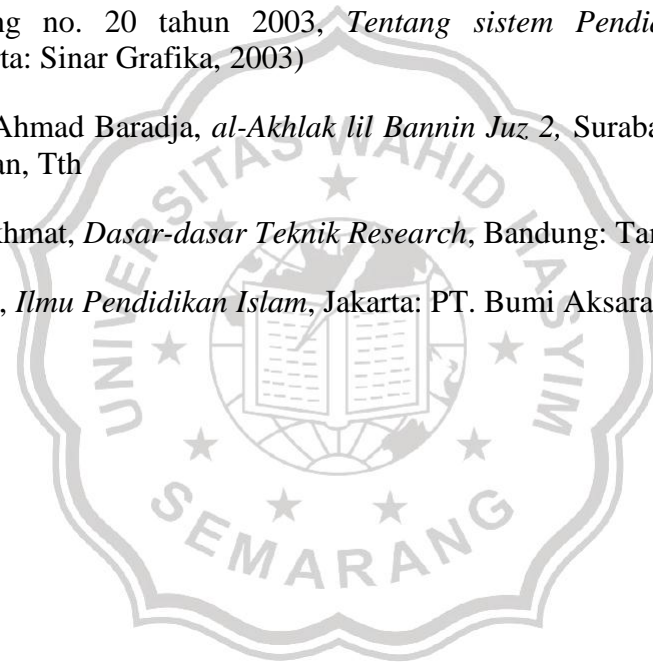 ng no. 20 tahun 2003, Tentang sistem Pendid
ta: Sinar Grafika, 2003)
Ahmad Baradja, al-Akhlak lil Bannin Juz 2, Suraba
an, Tth
khmat, Dasar-dasar Teknik Research, Bandung: Tar
, Ilmu Pendidikan Islam, Jakarta: PT. Bumi Aksara
UNIVERSITAS WAHID HASYIM
SEMARANG